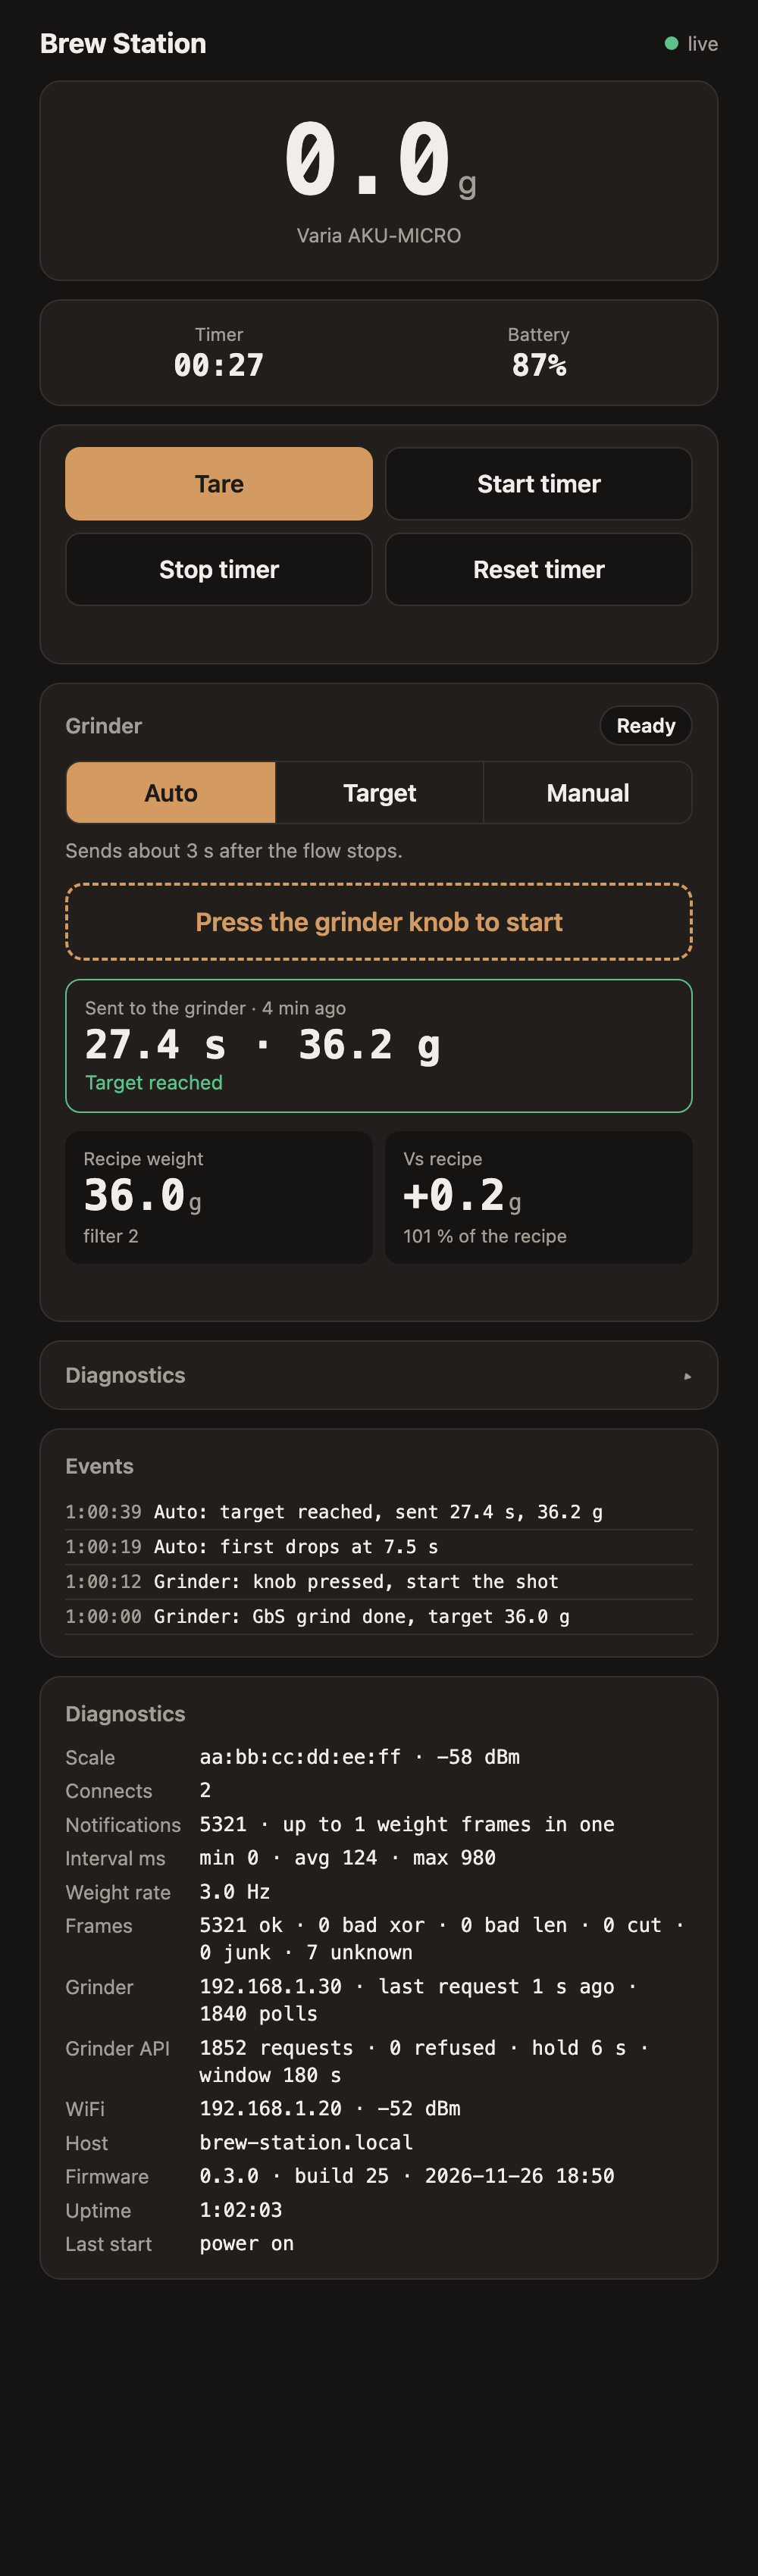 Brew Station
live
0.0 g
Varia AKU-MICRO
Timer
00:27
Battery
87%
Tare
Start timer
Stop timer
Reset timer
Grinder
Ready
Auto
Target
Manual
Sends about 3 s after the flow stops.
Press the grinder knob to start
Sent to the grinder · 4 min ago
27.4 s · 36.2 g
Target reached
Recipe weight
36.0 g
filter 2
Vs recipe
+0.2 g
101 % of the recipe
Diagnostics
Events
1:00:39 Auto: target reached, sent 27.4 s, 36.2 g
1:00:19 Auto: first drops at 7.5 s
1:00:12 Grinder: knob pressed, start the shot
1:00:00 Grinder: GbS grind done, target 36.0 g
Diagnostics
Scale aa:bb:cc:dd:ee:ff · −58 dBm
Connects 2
Notifications 5321 · up to 1 weight frames in one
Interval ms min 0 · avg 124 · max 980
Weight rate 3.0 Hz
Frames 5321 ok · 0 bad xor · 0 bad len · 0 cut ·
0 junk · 7 unknown
Grinder 192.168.1.30 · last request 1 s ago ·
1840 polls
Grinder API 1852 requests · 0 refused · hold 6 s ·
window 180 s
WiFi 192.168.1.20 · −52 dBm
Host brew-station.local
Firmware 0.3.0 · build 25 · 2026-11-26 18:50
Uptime 1:02:03
Last start power on